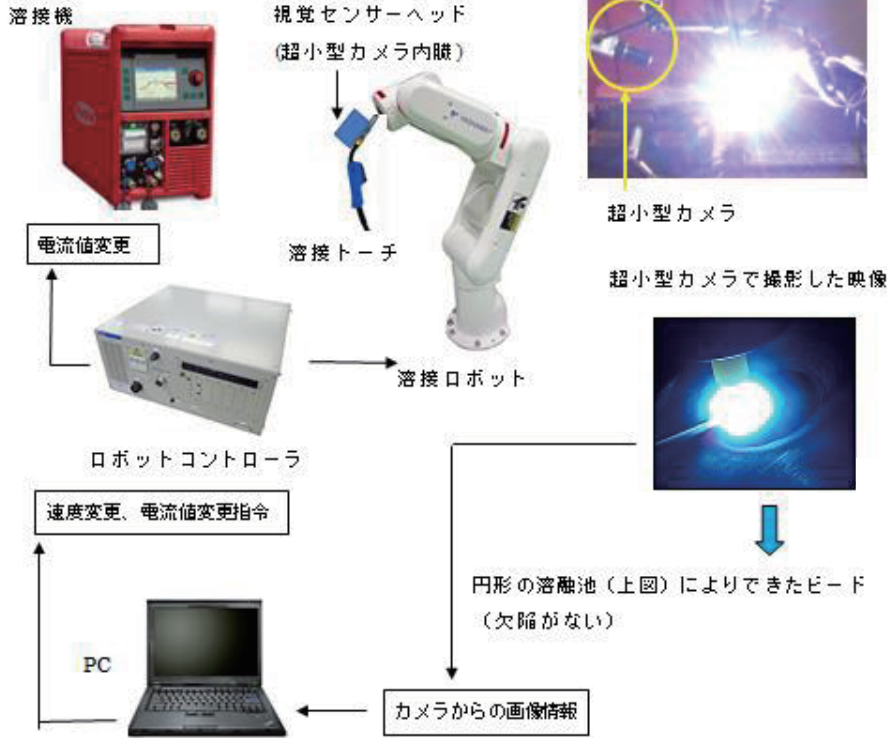 溶接機
視覚センサーヘッド
(超小型カメラ内臓)
超小型カメラ
電流値変更
溶接トーチ
超小型カメラで撮影した映像
溶接ロボット
ロボットコントローラ
速度変更、電流値変更指令
円形の溶融池（上図）によりできたビード
（欠陥がない）
PC
カメラからの画像情報